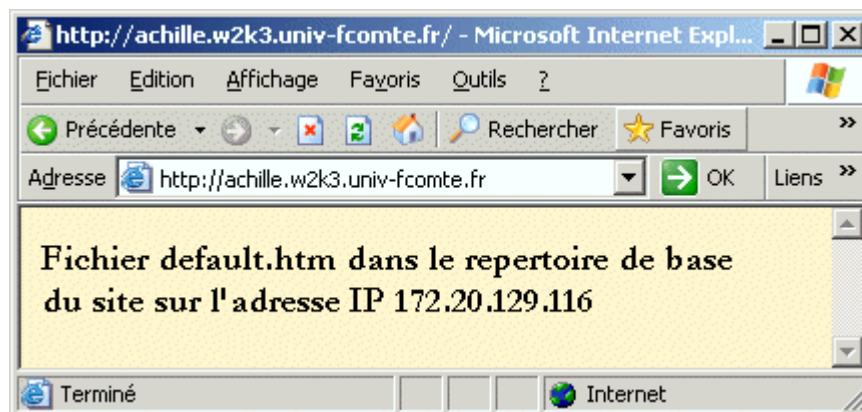 http://achille.w2k3.univ-fcomte.fr/ - Microsoft Internet Expl...
Fichier Edition Affichage Favoris Outils ?
Précédente Rechercher Favoris »
Adresse http://achille.w2k3.univ-fcomte.fr OK Liens »
Fichier default.htm dans le repertoire de base
du site sur l'adresse IP 172.20.129.116
Terminé Internet